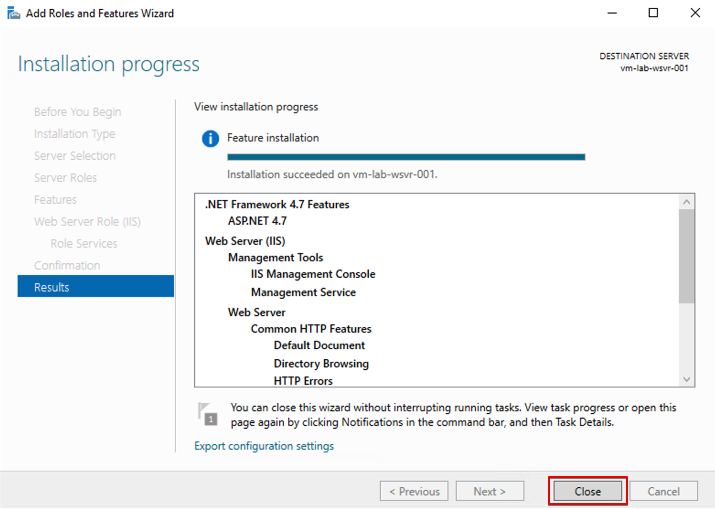 Add Roles and Features Wizard
Installation progress
DESTINATION SERVER
vm-lab-wsvr-001
Before You Begin
Installation Type
Server Selection
Server Roles
Features
Web Server Role (IIS)
Role Services
Confirmation
Results
View installation progress
Feature installation
Installation succeeded on vm-lab-wsvr-001.
.NET Framework 4.7 Features
ASP.NET 4.7
Web Server (IIS)
Management Tools
IIS Management Console
Management Service
Web Server
Common HTTP Features
Default Document
Directory Browsing
HTTP Errors
1
You can close this wizard without interrupting running tasks. View task progress or open this
page again by clicking Notifications in the command bar, and then Task Details.
Export configuration settings
< Previous
Next >
Close
Cancel